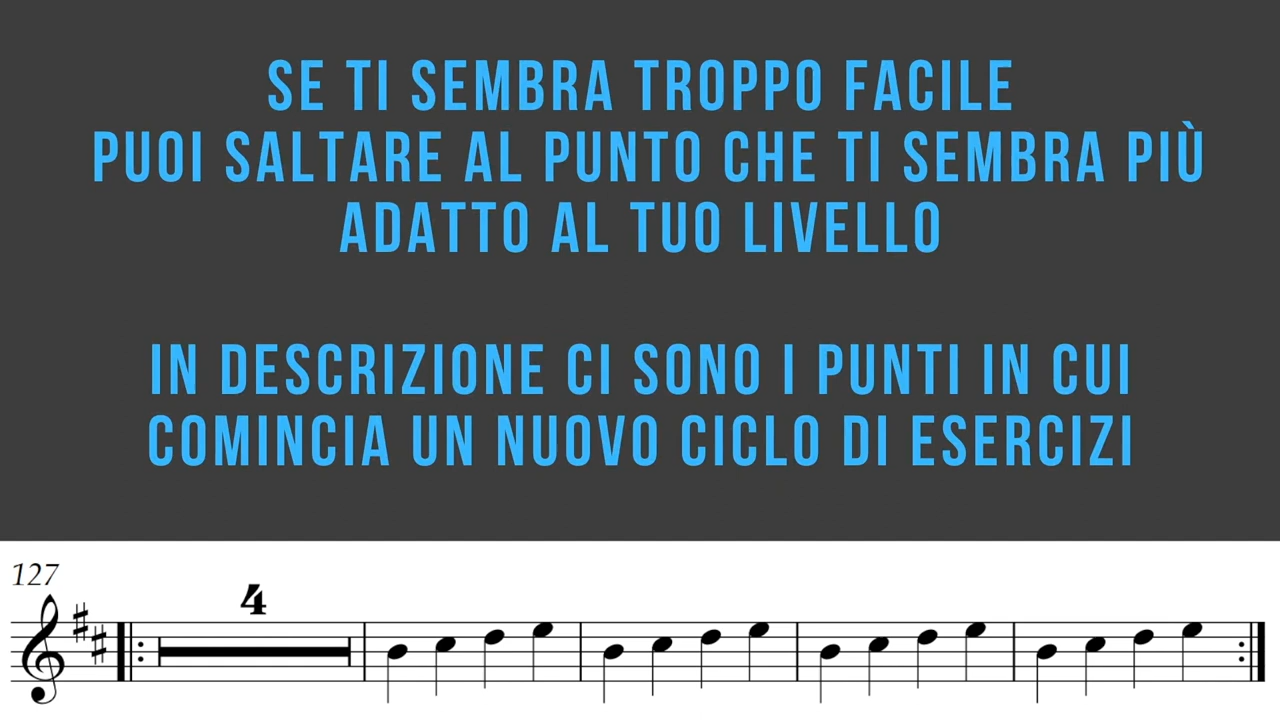 SE TI SEMBRA TROPPO FACILE
PUOI SALTARE AL PUNTO CHE TI SEMBRA PIÙ
ADATTO AL TUO LIVELLO
IN DESCRIZIONE CI SONO I PUNTI IN CUI
COMINCIA UN NUOVO CICLO DI ESERCIZI
127
4